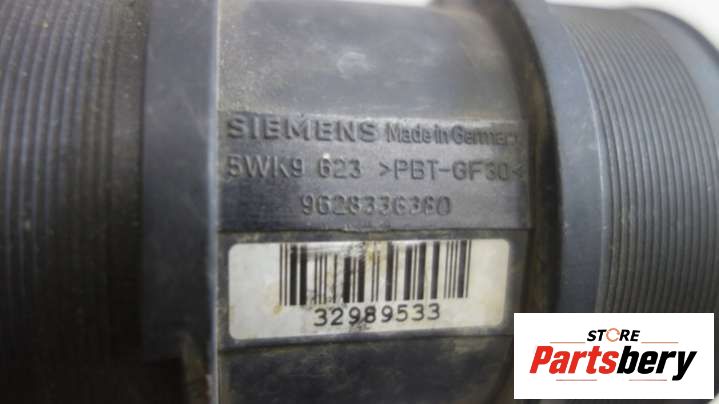 SIEMENS Made in Germany
5WK9 623 >PBT-GF30<
9628336380
32989533
STORE
Partsbery